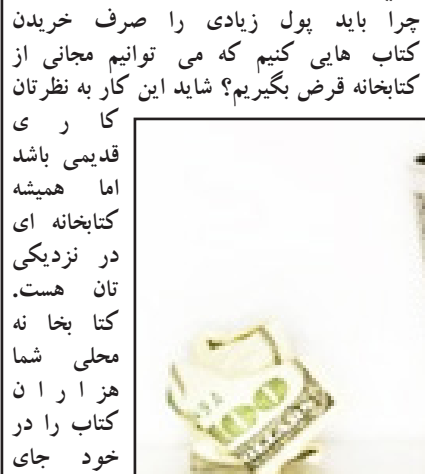 چرا باید پول زیادی را صرف خریدن
کتاب هایی کنیم که می توانیم مجانی از
کتابخانه قرض بگیریم؟ شاید این کار به نظرتان
کا ر ی
قدیمی باشد
اما همیشه
کتابخانه ای
در نزدیکی
تان هست.
کتا بخا نه
محلی شما
هز ا ر ا ن
کتاب را در
خود جای
100